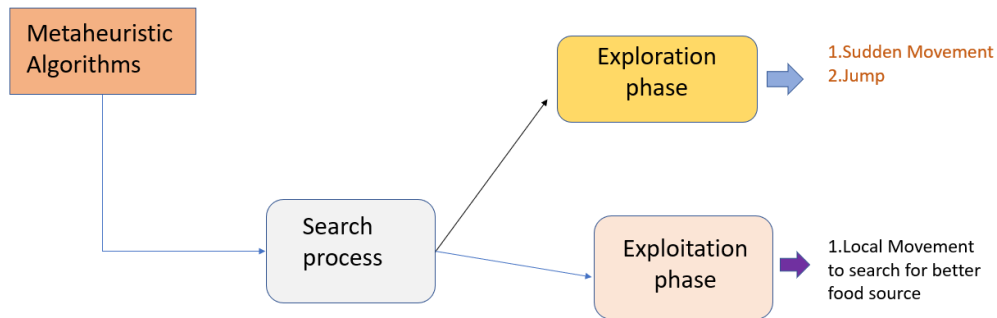 Metaheuristic
Algorithms
Exploration
phase
1.Sudden Movement
2.Jump
Search
process
Exploitation
phase
1.Local Movement
to search for better
food source